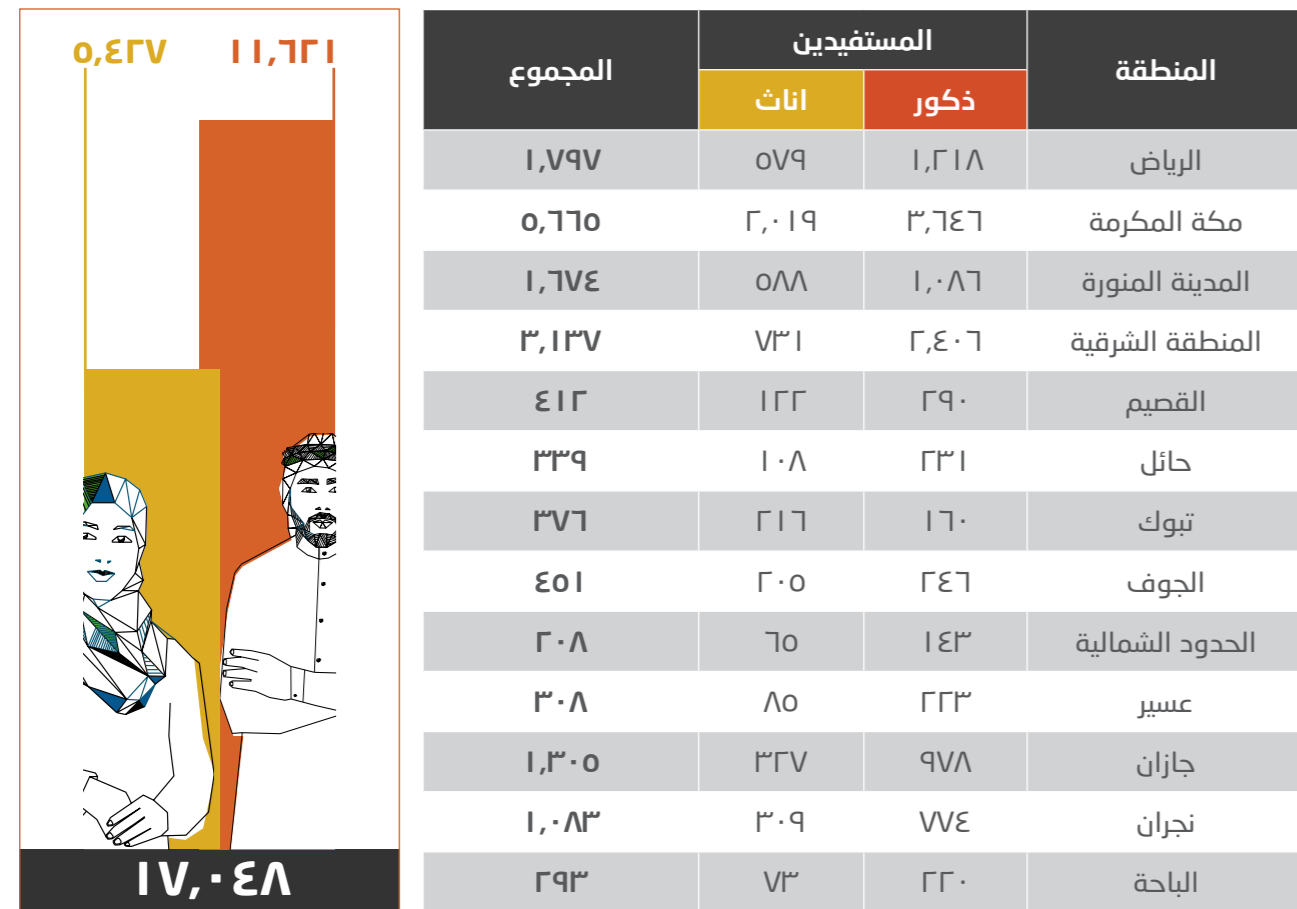 المنطقة المستفيدين المجموع
ذكور اناث
الرياض ١,٢١٨ ٥٧٩ ١,٧٩٧
مكة المكرمة ٣,٦٤٦ ٢,٠١٩ ٥,٦٦٥
المدينة المنورة ١,٠٨٦ ٥٨٨ ١,٦٧٤
المنطقة الشرقية ٢,٤٠٦ ٧٣١ ٣,١٣٧
القصيم ٢٩٠ ١٢٢ ٤١٢
حائل ٢٣١ ١٠٨ ٣٣٩
تبوك ١٦٠ ٢١٦ ٣٧٦
الجوف ٢٤٦ ٢٠٥ ٤٥١
الحدود الشمالية ١٤٣ ٦٥ ٢٠٨
عسير ٢٢٣ ٨٥ ٣٠٨
جازان ٩٧٨ ٣٢٧ ١,٣٠٥
نجران ٧٧٤ ٣٠٩ ١,٠٨٣
الباحة ٢٢٠ ٧٣ ٢٩٣
١١,٦٢١ ٥,٤٢٧
١٧,٠٤٨